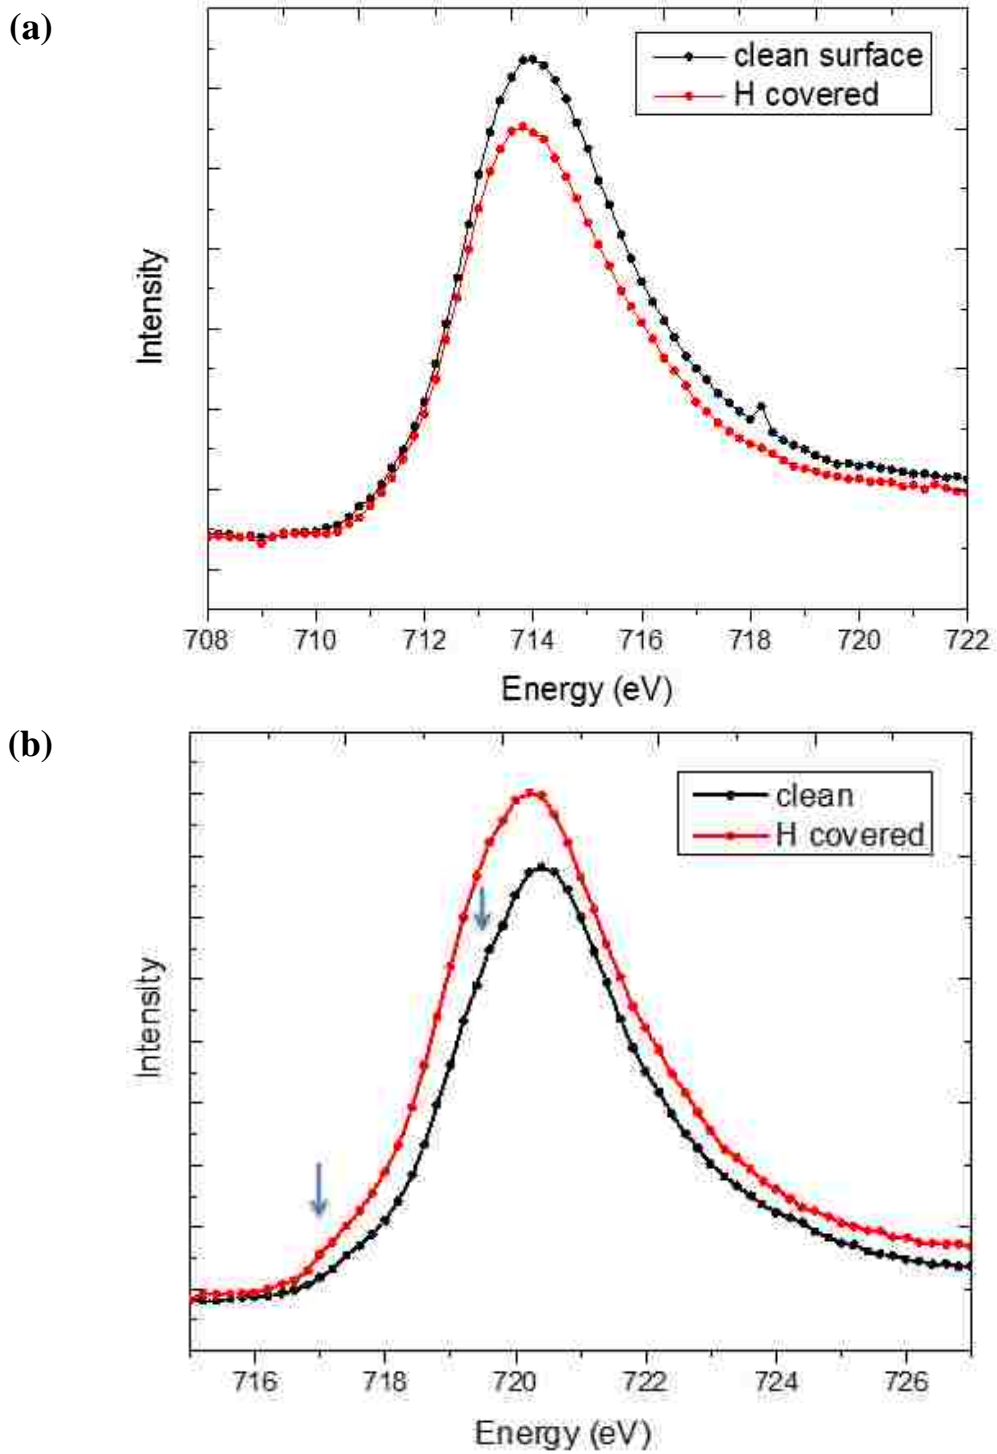 (a)
clean surface
H covered
Intensity
708 710 712 714 716 718 720 722
Energy (eV)
(b)
clean
H covered
Intensity
716 718 720 722 724 726
Energy (eV)